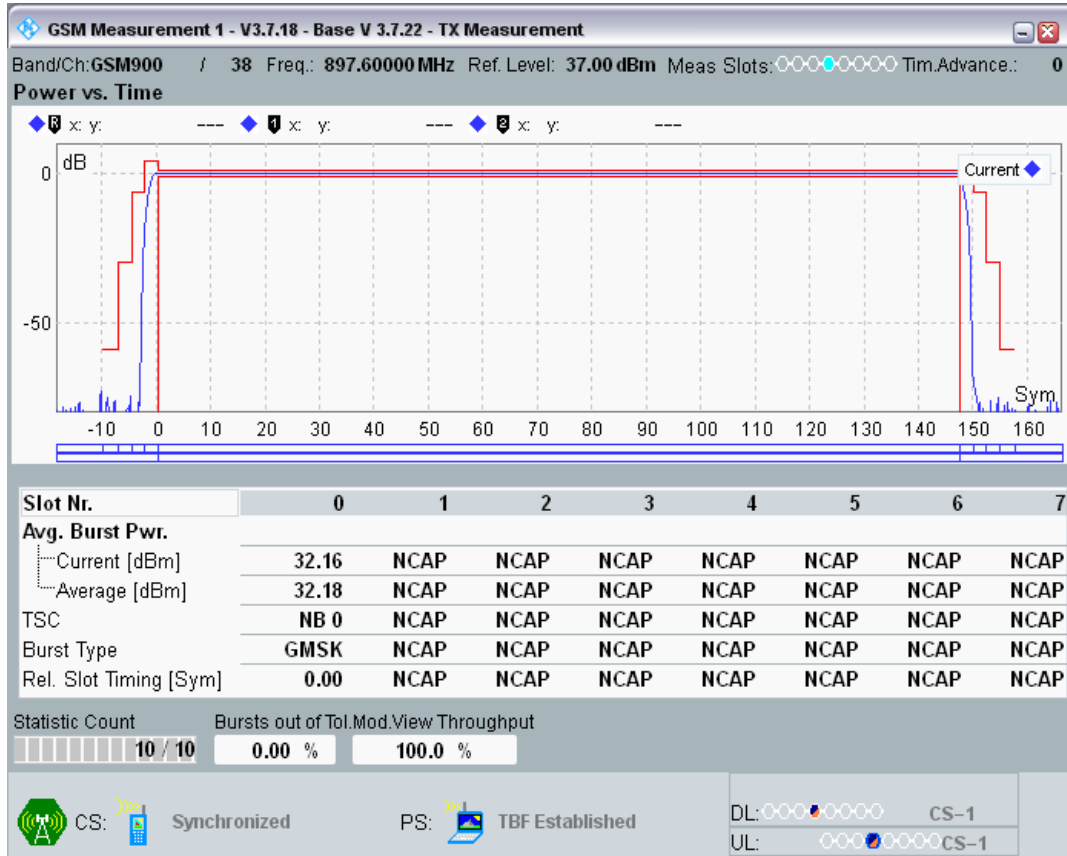 GSM Measurement 1 - V3.7.18 - Base V 3.7.22 - TX Measurement
Band/Ch:GSM900 / 38 Freq.: 897.60000 MHz Ref. Level: 37.00 dBm Meas Slots: Tim.Advance.: 0
Power vs. Time
R x: y: --- 1 x: y: --- 2 x: y: ---
dB
Current
0
-50
Sym
-10 0 10 20 30 40 50 60 70 80 90 100 110 120 130 140 150 160
Slot Nr. 0 1 2 3 4 5 6 7
Avg. Burst Pwr.
Current [dBm] 32.16 NCAP NCAP NCAP NCAP NCAP NCAP NCAP
Average [dBm] 32.18 NCAP NCAP NCAP NCAP NCAP NCAP NCAP
TSC NB 0 NCAP NCAP NCAP NCAP NCAP NCAP NCAP
Burst Type GMSK NCAP NCAP NCAP NCAP NCAP NCAP NCAP
Rel. Slot Timing [Sym] 0.00 NCAP NCAP NCAP NCAP NCAP NCAP NCAP
Statistic Count Bursts out of Tol. Mod.View Throughput
10 / 10 0.00 % 100.0 %
CS: Synchronized PS: TBF Established DL: CS-1
UL: CS-1